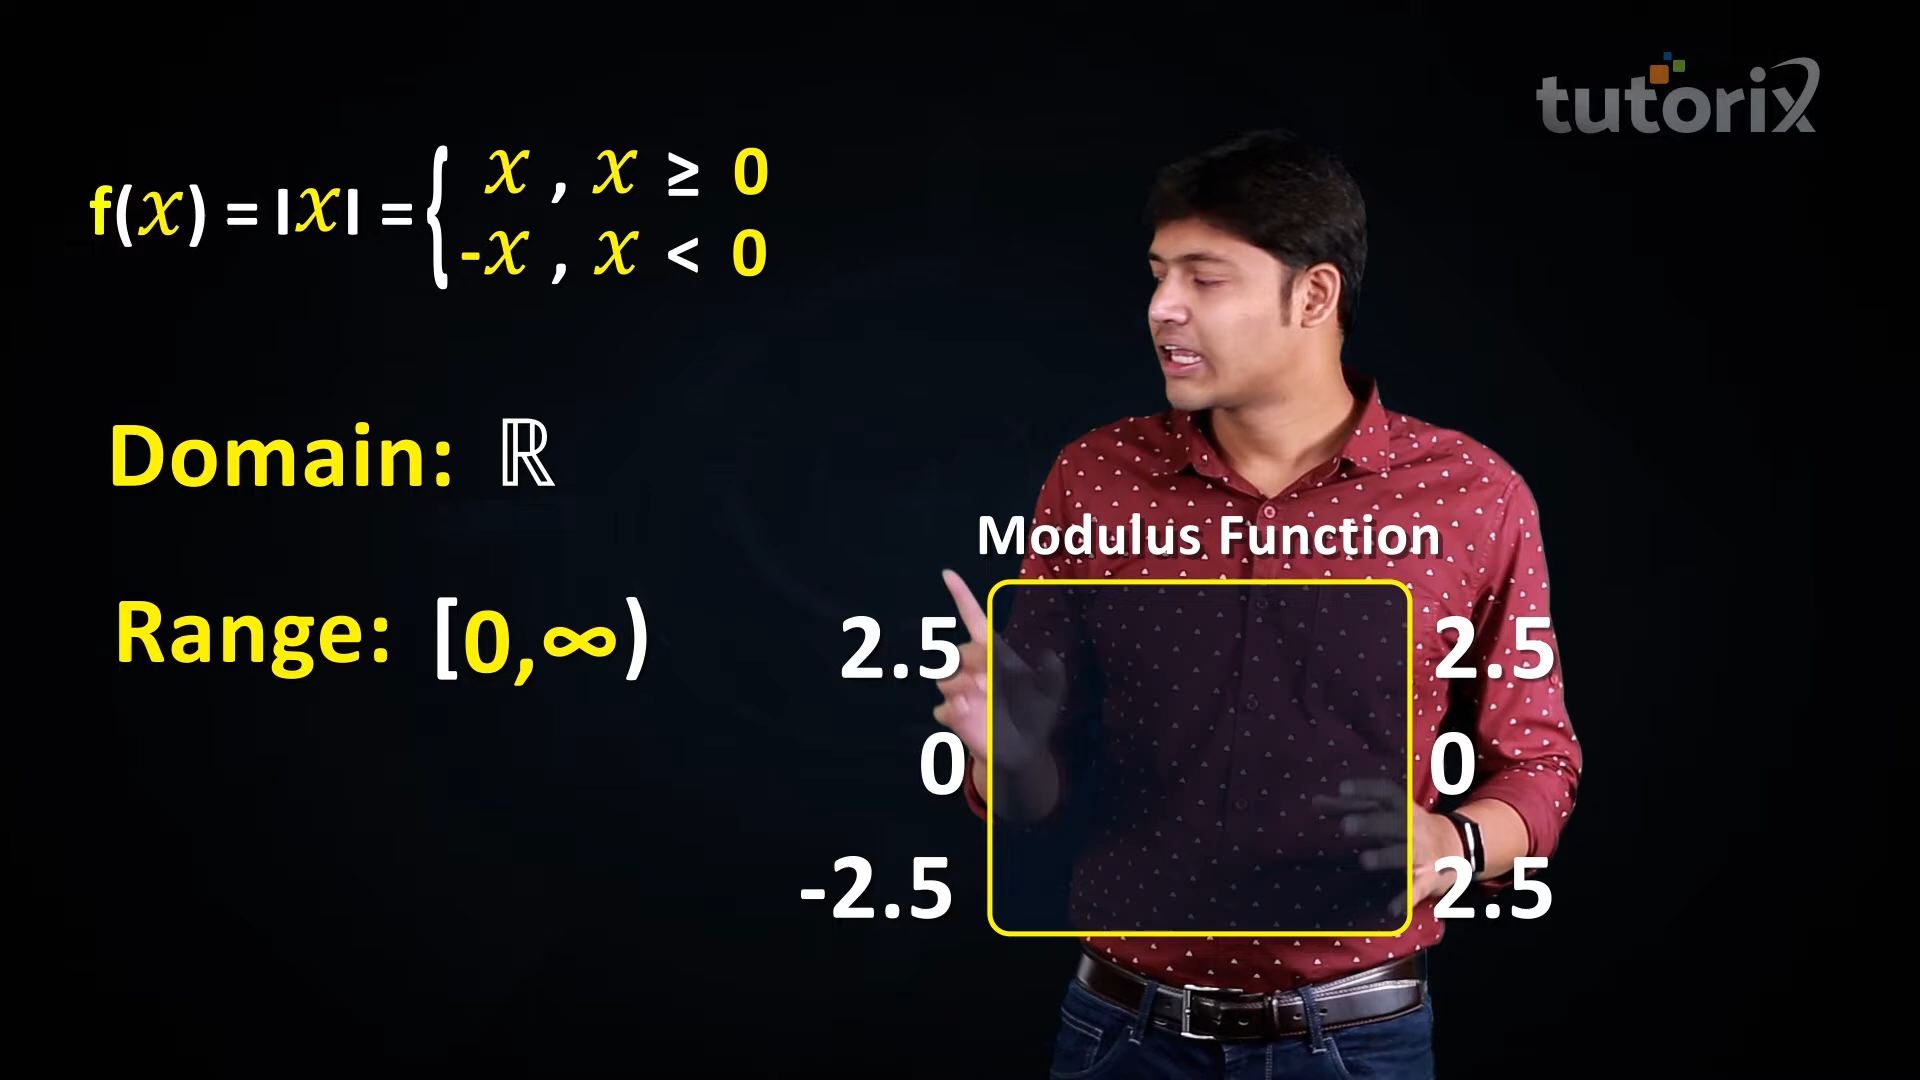 tutorix
f(x) = |x| = { x , x ≥ 0
-x , x < 0
Domain: ℝ
Range: [0,∞)
Modulus Function
2.5 2.5
0 0
-2.5 2.5